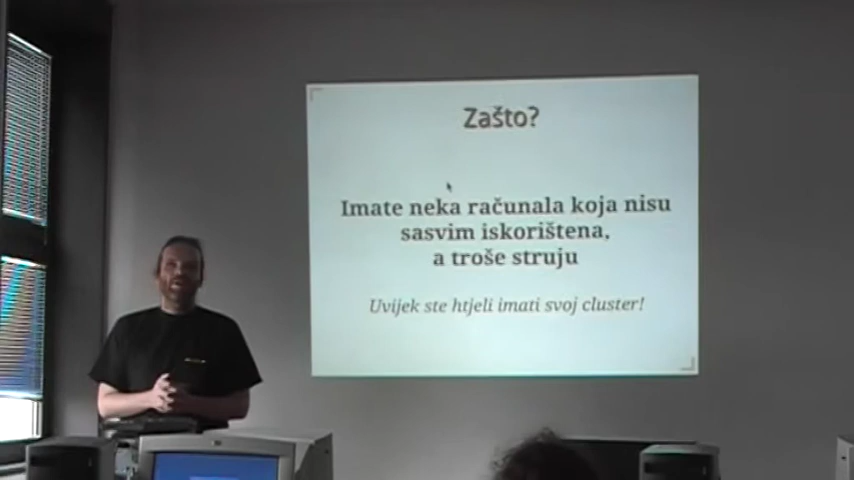 Zašto?
Imate neka računala koja nisu
sasvim iskorištena,
a troše struju
Uvijek ste htjeli imati svoj cluster!